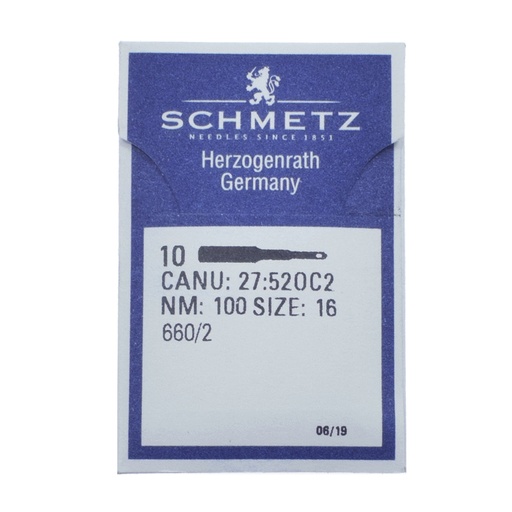 SCHMETZ
NEEDLES SINCE 1851
Herzogenrath
Germany
10
CANU: 27:520C2
NM: 100 SIZE: 16
660/2
06/19